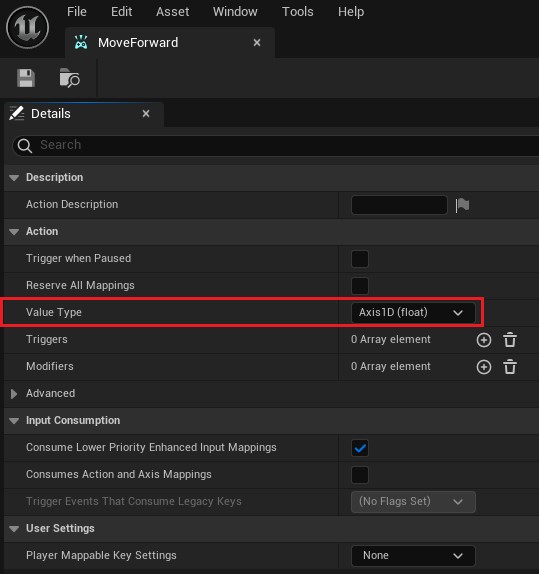 File Edit Asset Window Tools Help
MoveForward
Details
Search
Description
Action Description
Action
Trigger when Paused
Reserve All Mappings
Value Type Axis1D (float)
Triggers 0 Array element
Modifiers 0 Array element
Advanced
Input Consumption
Consume Lower Priority Enhanced Input Mappings
Consumes Action and Axis Mappings
Trigger Events That Consume Legacy Keys (No Flags Set)
User Settings
Player Mappable Key Settings None